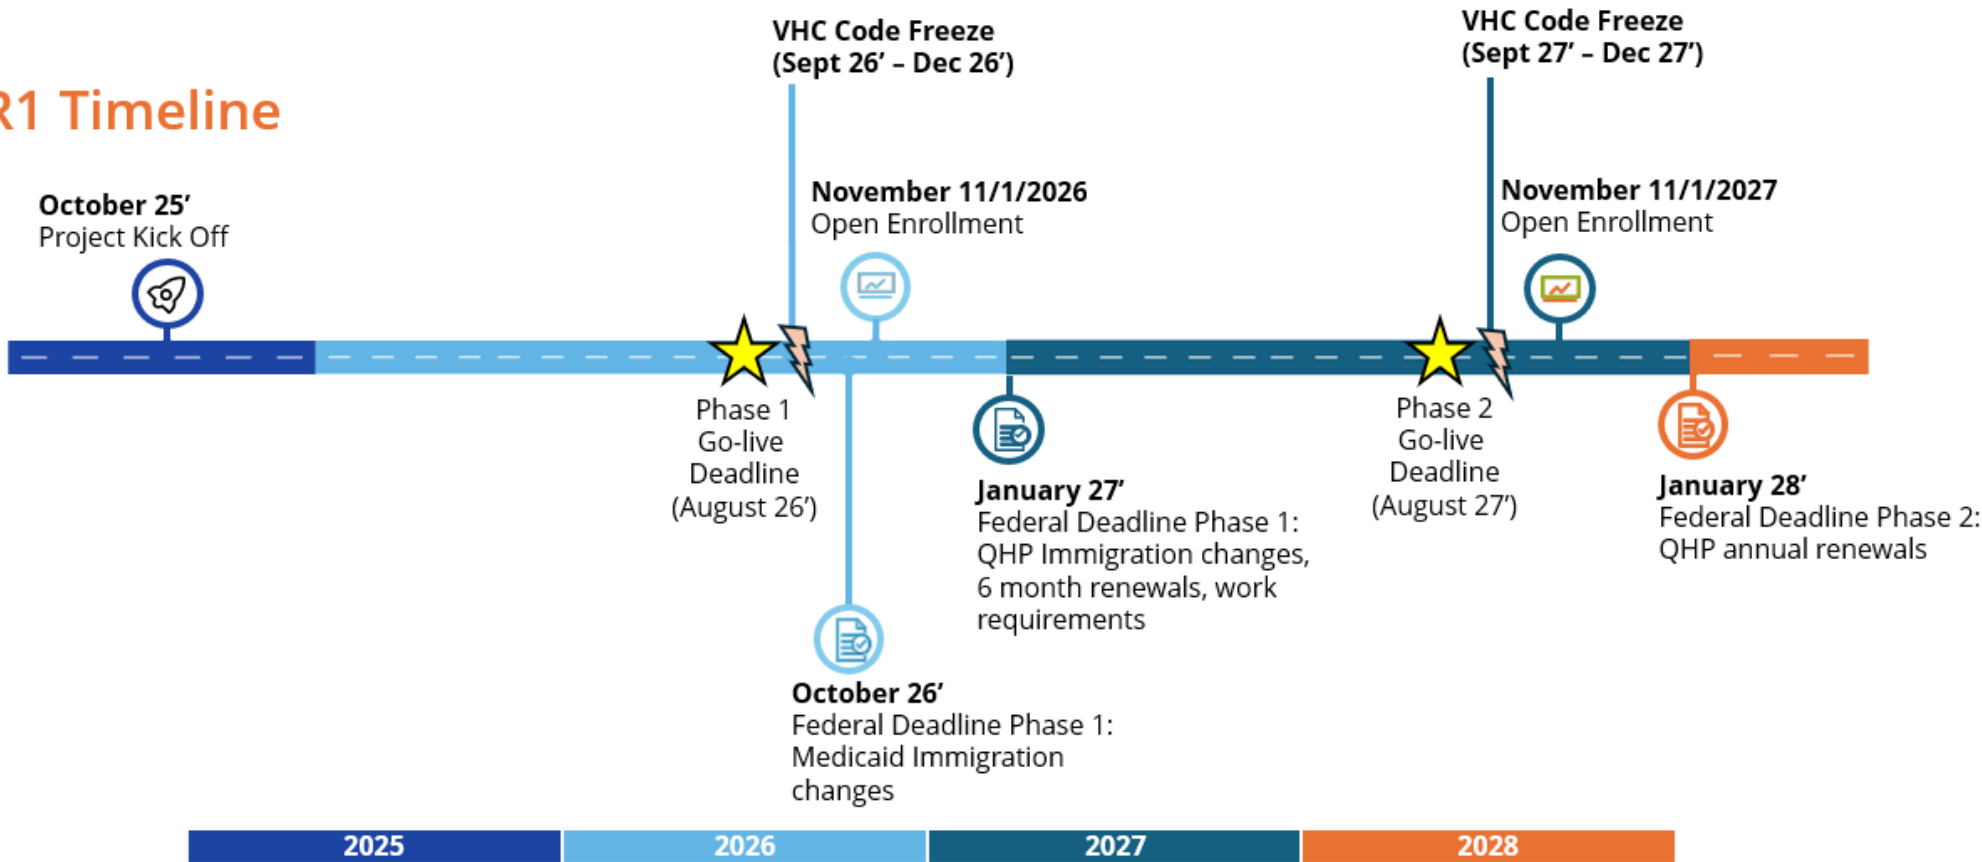 VHC Code Freeze
(Sept 26’ – Dec 26’)
VHC Code Freeze
(Sept 27’ – Dec 27’)
R1 Timeline
October 25’
Project Kick Off
November 11/1/2026
Open Enrollment
November 11/1/2027
Open Enrollment
Phase 1
Go-live
Deadline
(August 26’)
Phase 2
Go-live
Deadline
(August 27’)
January 27’
Federal Deadline Phase 1:
QHP Immigration changes,
6 month renewals, work
requirements
January 28’
Federal Deadline Phase 2:
QHP annual renewals
October 26’
Federal Deadline Phase 1:
Medicaid Immigration
changes
2025
2026
2027
2028